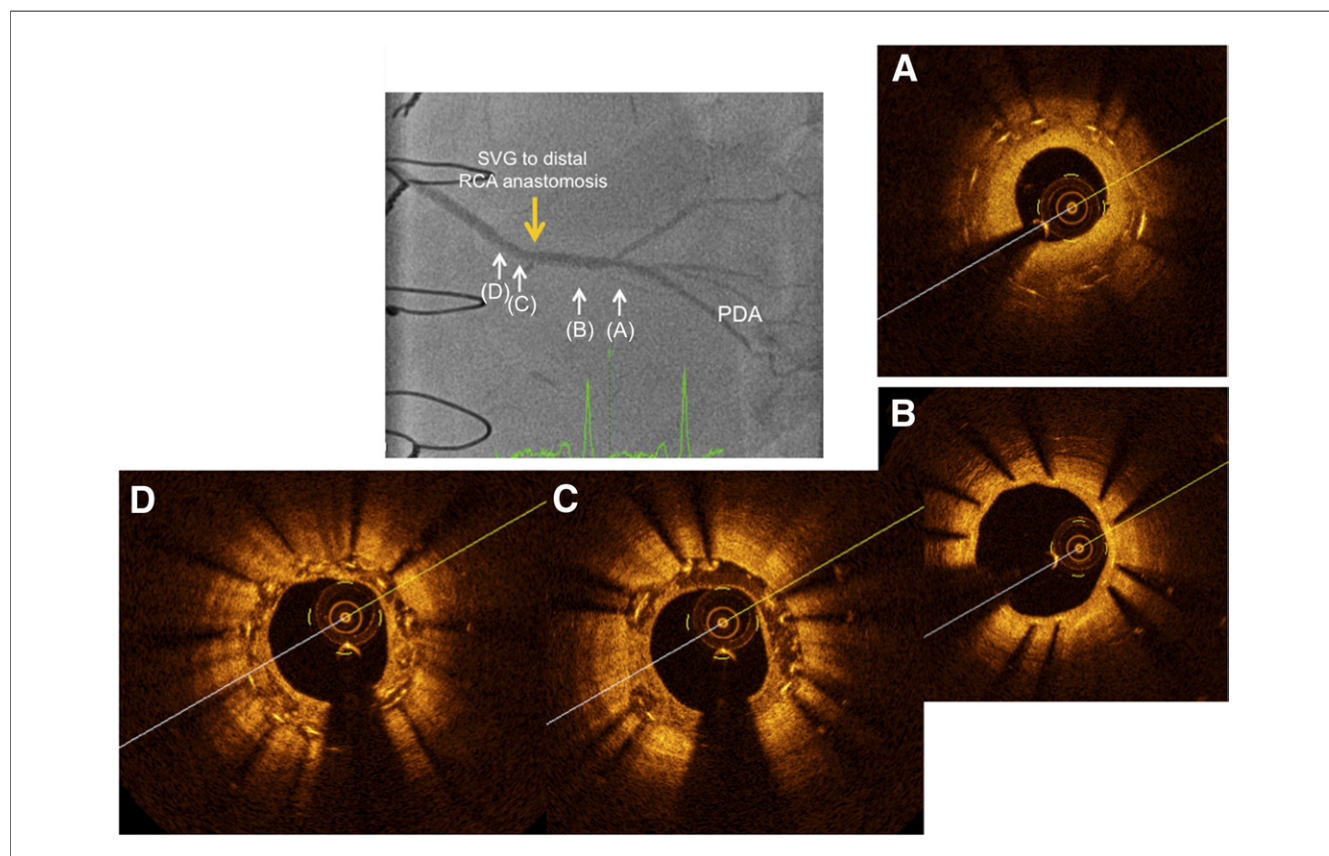 SVG to distal
RCA anastomosis
(D)
(C)
(B)
(A)
PDA
A
B
D
C